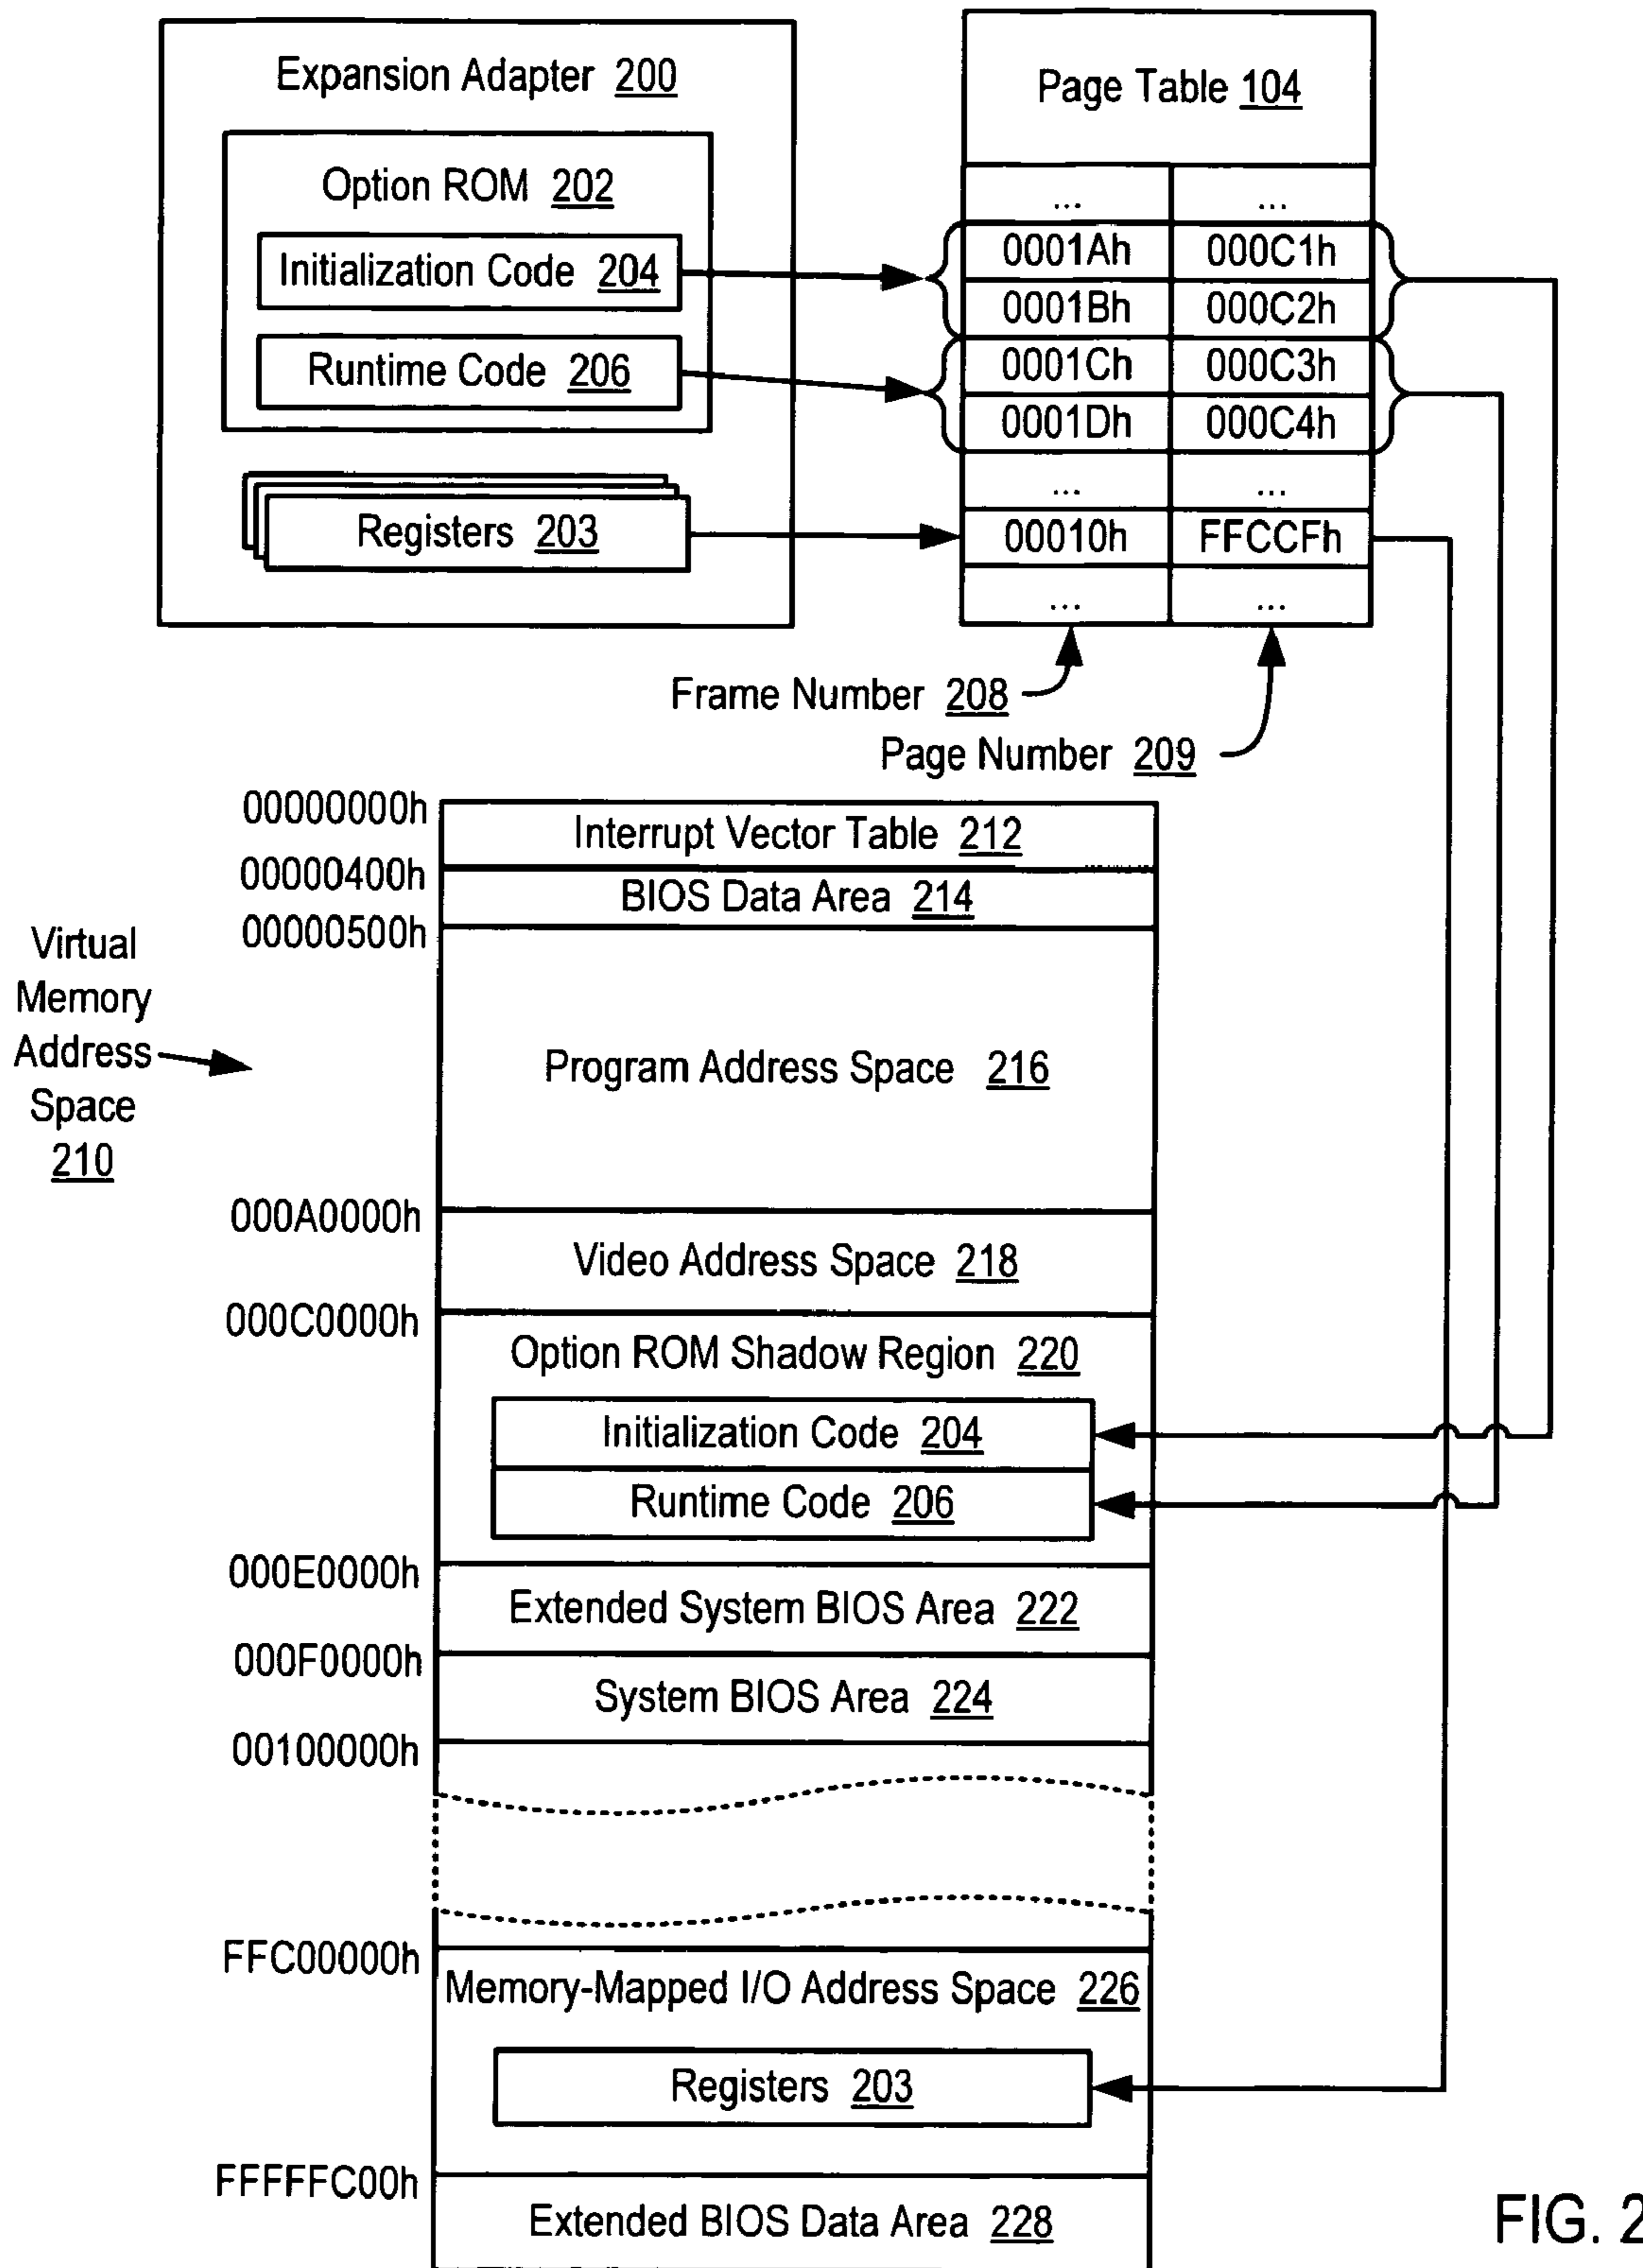 Expansion Adapter 200
Option ROM 202
Initialization Code 204
Runtime Code 206
Registers 203
Page Table 104
... ...
0001Ah 000C1h
0001Bh 000C2h
0001Ch 000C3h
0001Dh 000C4h
... ...
00010h FFCCFh
... ...
Frame Number 208
Page Number 209
Virtual
Memory
Address
Space
210
00000000h
Interrupt Vector Table 212
00000400h
BIOS Data Area 214
00000500h
Program Address Space 216
000A0000h
Video Address Space 218
000C0000h
Option ROM Shadow Region 220
Initialization Code 204
Runtime Code 206
000E0000h
Extended System BIOS Area 222
000F0000h
System BIOS Area 224
00100000h
FFC00000h
Memory-Mapped I/O Address Space 226
Registers 203
FFFFFC00h
Extended BIOS Data Area 228
FIG. 2